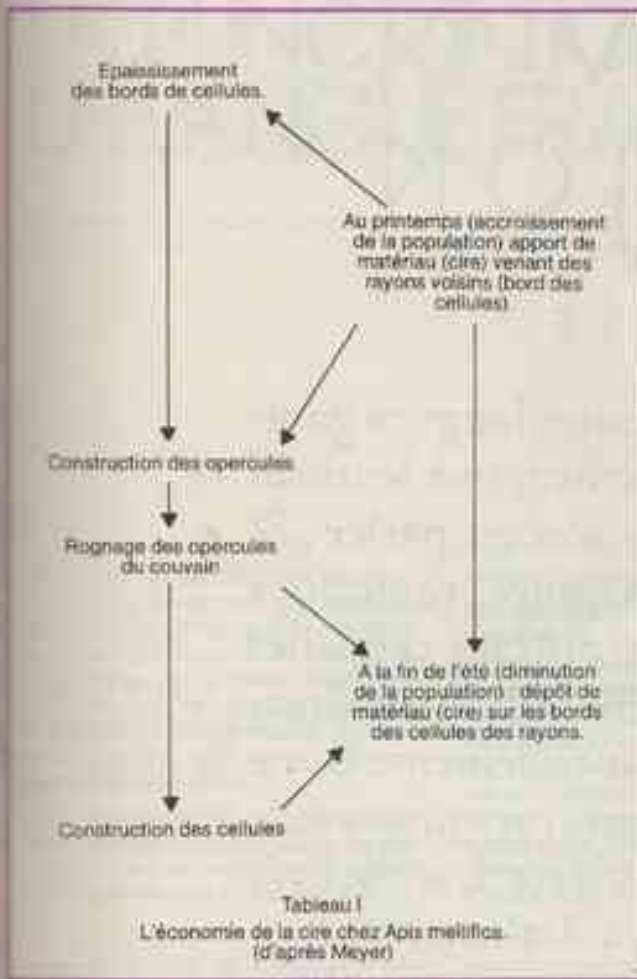 Epaississement
des bords de cellules.
Au printemps (accroissement
de la population) apport de
matériau (cire) venant des
rayons voisins (bord des
cellules)
Construction des opercules
Rognage des opercules
du couvain
A la fin de l'été (diminution
de la population) : dépôt de
matériau (cire) sur les bords
des cellules des rayons.
Construction des cellules
Tableau I
L'économie de la cire chez Apis mellifica.
(d'après Meyer)